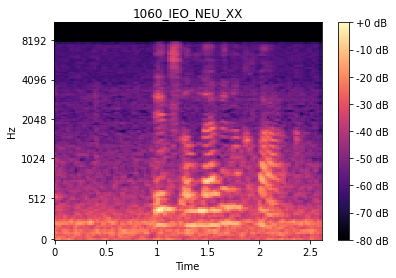 1060_IEO_NEU_XX
+0 dB
8192
-10 dB
4096
-20 dB
-30 dB
Hz
2048
-40 dB
1024
-50 dB
512
-60 dB
-70 dB
0
-80 dB
0 0.5 1 1.5 2 2.5
Time